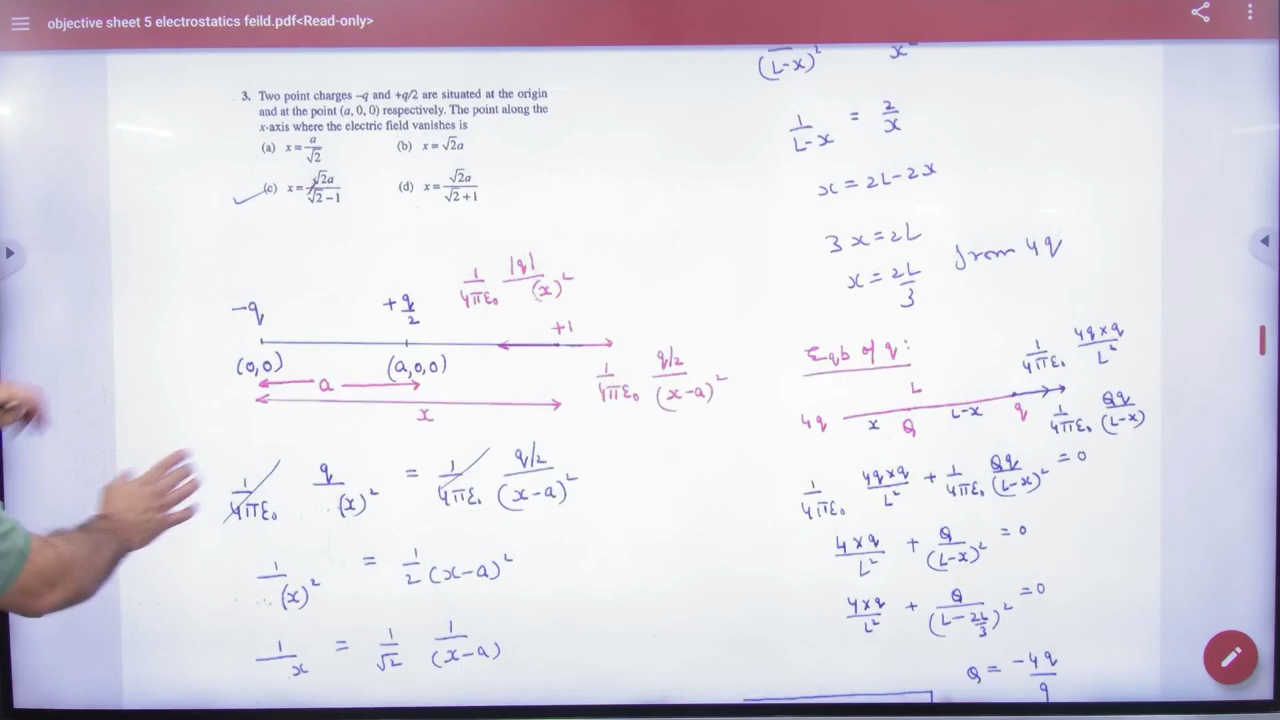 objective sheet 5 electrostatics feild.pdf<Read-only>
3. Two point charges –q and +q/2 are situated at the origin
and at the point (a, 0, 0) respectively. The point along the
x-axis where the electric field vanishes is
(a) x = a/√2 (b) x = √2a
(c) x = √2a/(√2–1) (d) x = √2a/(√2+1)
1/4πε₀ |q|/(x)²
-q +q/2 +1
(0,0) (a,0,0)
1/4πε₀ q/2/(x-a)²
a
x
1/4πε₀ q/(x)² = 1/4πε₀ q/2/(x-a)²
1/(x)² = 1/2 (x-a)²
1/x = 1/√2 1/(x-a)
(L-x)² x²
1/(L-x) = 2/x
x = 2L-2x
3x = 2L
x = 2L/3 from 4q
Eqb of q:
1/4πε₀ 4q×q/L²
L
4q x Q L-x q
1/4πε₀ Qq/(L-x)
1/4πε₀ 4q×q/L² + 1/4πε₀ Qq/(L-x)² = 0
4×q/L² + Q/(L-x)² = 0
4×q/L² + Q/(L-2L/3)² = 0
Q = -4q/9